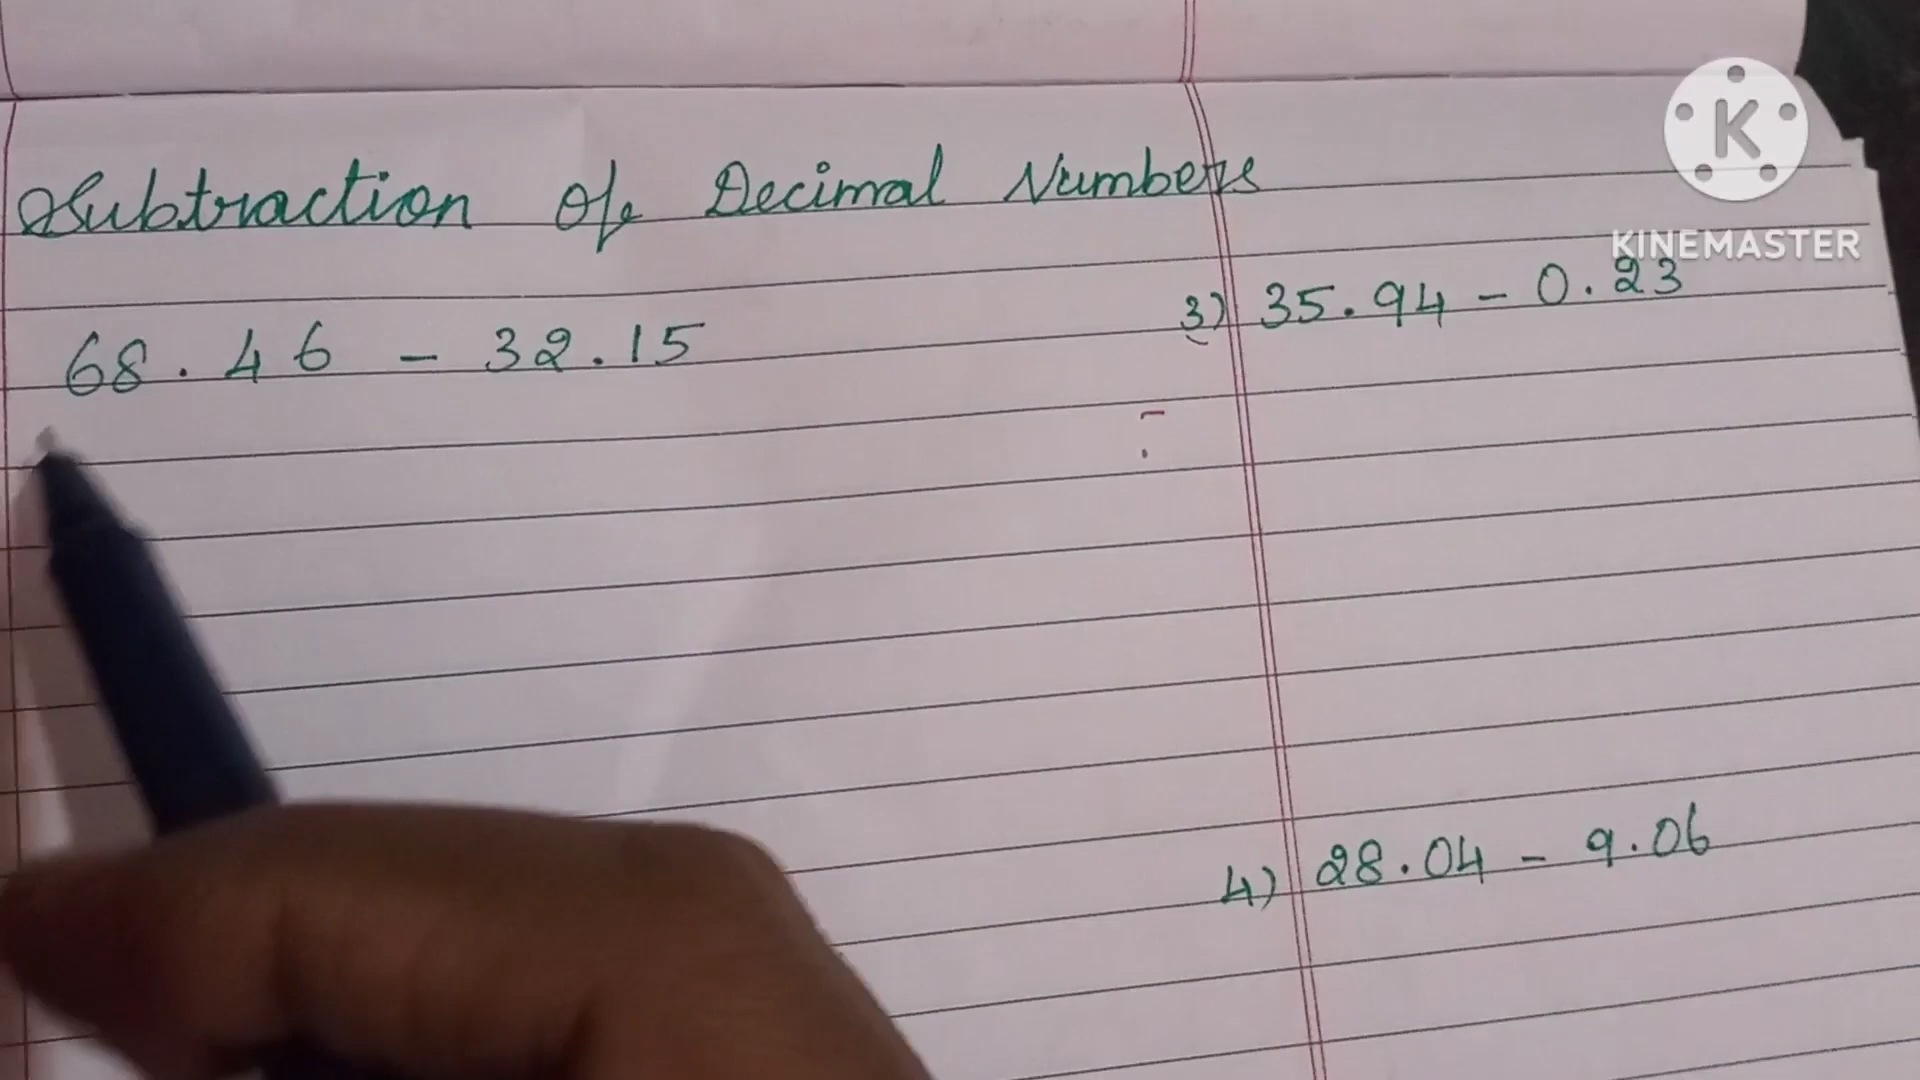 Subtraction of Decimal Numbers
68.46 - 32.15
3) 35.94 - 0.23
4) 28.04 - 9.06
K
KINEMASTER